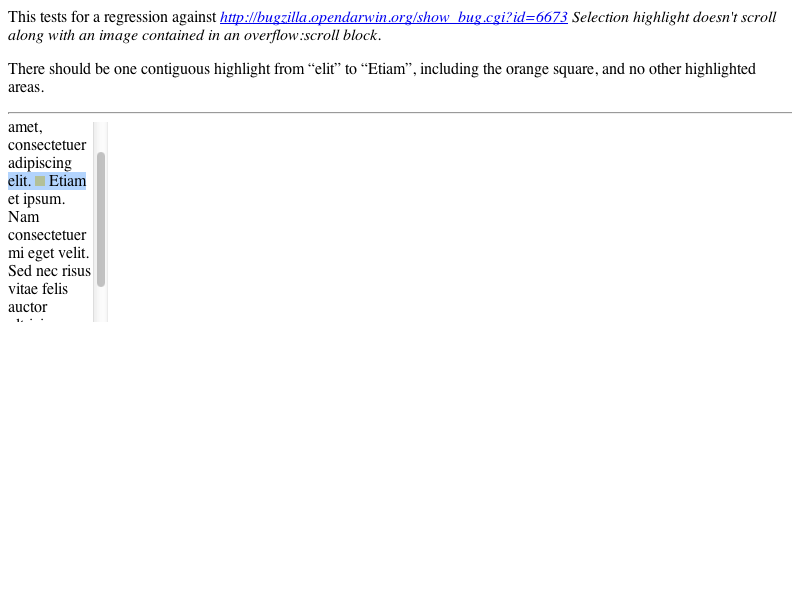 This tests for a regression against http://bugzilla.opendarwin.org/show_bug.cgi?id=6673 Selection highlight doesn't scroll
along with an image contained in an overflow:scroll block.
There should be one contiguous highlight from “elit” to “Etiam”, including the orange square, and no other highlighted
areas.
amet,
consectetuer
adipiscing
elit. Etiam
et ipsum.
Nam
consectetuer
mi eget velit.
Sed nec risus
vitae felis
auctor